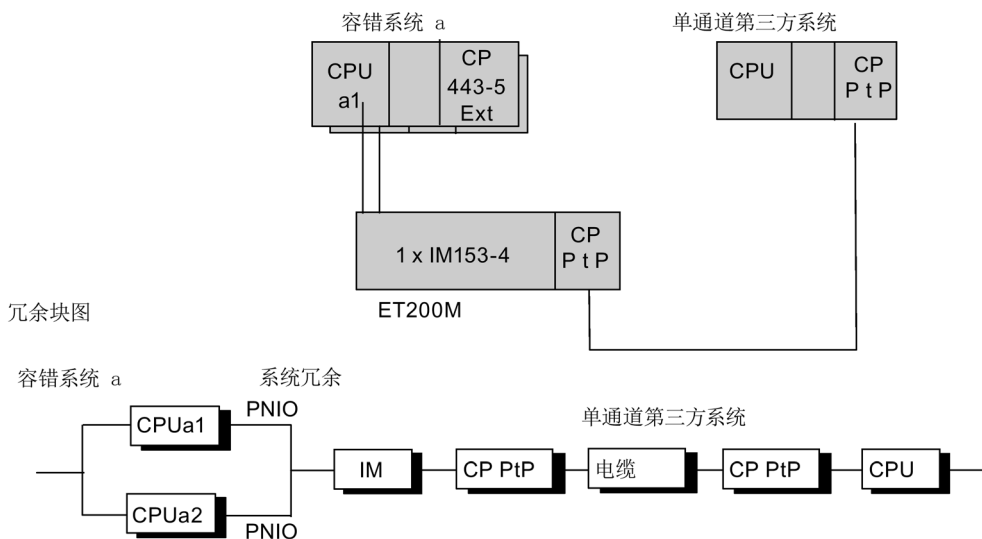 容错系统 a
单通道第三方系统
CPU
a1
CP
443-5
Ext
CPU
CP
P t P
1 x IM153-4
CP
P t P
ET200M
冗余块图
容错系统 a
系统冗余
PNIO
单通道第三方系统
CPUa1
IM
CP PtP
电缆
CP PtP
CPU
CPUa2
PNIO